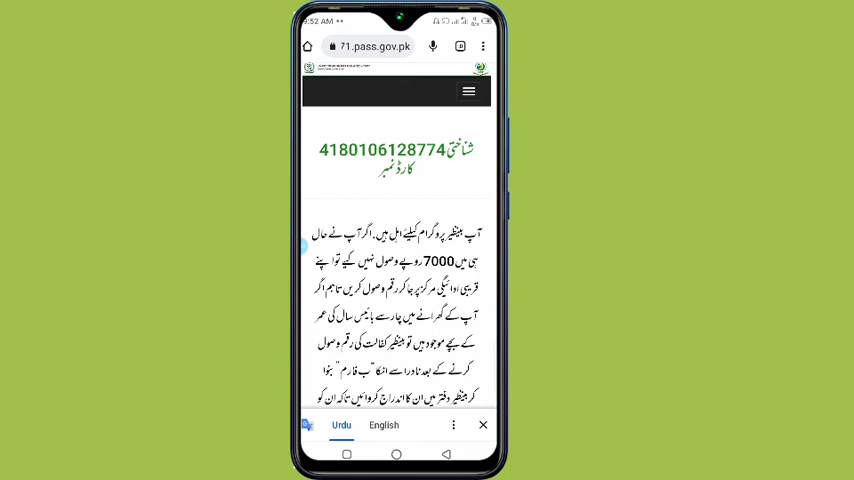 9:52 AM
71.pass.gov.pk
4180106128774 شناختی
کارڈ نمبر
آپ بینظیر پروگرام کیلئے اہل ہیں. اگر آپ نے حال
ہی میں 7000 روپے وصول نہیں کیے تو اپنے
قریبی ادائیگی مرکز پر جا کر رقم وصول کریں تاہم اگر
آپ کے گھرانے میں چار سے بائیس سال کی عمر
کے بچے موجود ہیں تو بینظیر کفالت کی رقم وصول
کرنے کے بعد نادرا سے انکا "ب فارم" بنوا
کر بینظیر دفتر میں ان کا اندراج کروائیں تاکہ ان کو
Urdu English